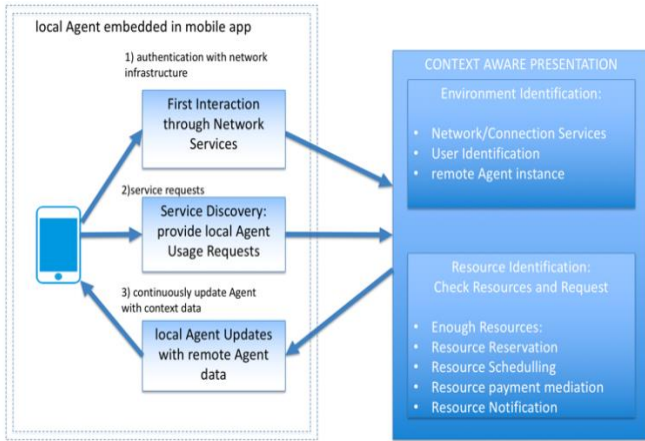 local Agent embedded in mobile app
1) authentication with network
infrastructure
First Interaction
through Network
Services
2)service requests
Service Discovery:
provide local Agent
Usage Requests
3) continuously update Agent
with context data
local Agent Updates
with remote Agent
data
CONTEXT AWARE PRESENTATION
Environment Identification:
• Network/Connection Services
• User Identification
• remote Agent instance
Resource Identification:
Check Resources and Request
• Enough Resources:
• Resource Reservation
• Resource Schedulling
• Resource payment mediation
• Resource Notification